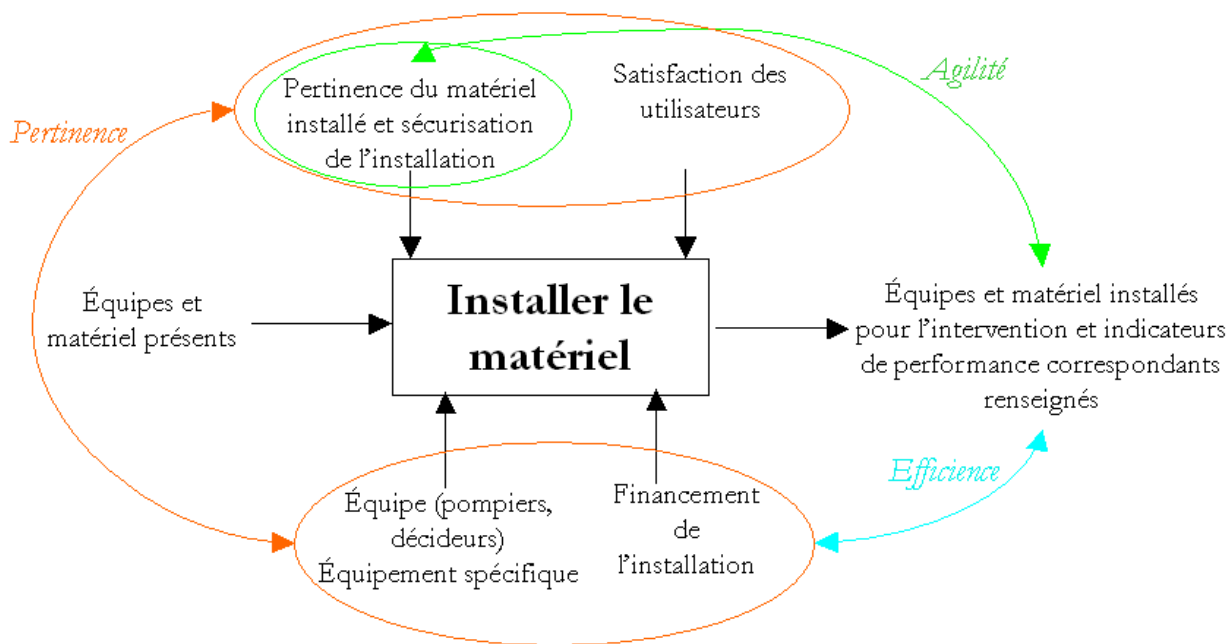 Agilité
Pertinence
Pertinence du matériel
installé et sécurisation
de l'installation
Satisfaction des
utilisateurs
Équipes et
matériel présents
Installer le
matériel
Équipes et matériel installés
pour l'intervention et indicateurs
de performance correspondants
renseignés
Efficience
Équipe (pompiers,
décideurs)
Équipement spécifique
Financement
de
l'installation